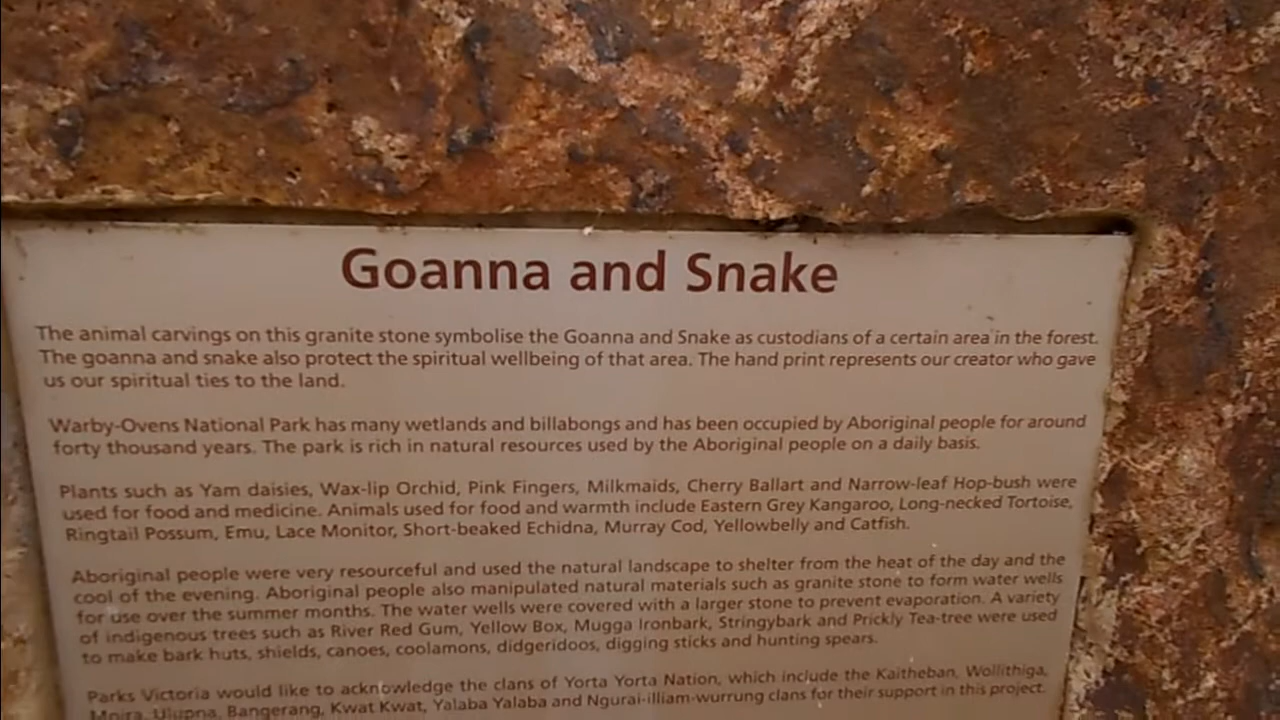 Goanna and Snake
The animal carvings on this granite stone symbolise the Goanna and Snake as custodians of a certain area in the forest.
The goanna and snake also protect the spiritual wellbeing of that area. The hand print represents our creator who gave
us our spiritual ties to the land.
Warby-Ovens National Park has many wetlands and billabongs and has been occupied by Aboriginal people for around
forty thousand years. The park is rich in natural resources used by the Aboriginal people on a daily basis.
Plants such as Yam daisies, Wax-lip Orchid, Pink Fingers, Milkmaids, Cherry Ballart and Narrow-leaf Hop-bush were
used for food and medicine. Animals used for food and warmth include Eastern Grey Kangaroo, Long-necked Tortoise,
Ringtail Possum, Emu, Lace Monitor, Short-beaked Echidna, Murray Cod, Yellowbelly and Catfish.
Aboriginal people were very resourceful and used the natural landscape to shelter from the heat of the day and the
cool of the evening. Aboriginal people also manipulated natural materials such as granite stone to form water wells
for use over the summer months. The water wells were covered with a larger stone to prevent evaporation. A variety
of indigenous trees such as River Red Gum, Yellow Box, Mugga Ironbark, Stringybark and Prickly Tea-tree were used
to make bark huts, shields, canoes, coolamons, didgeridoos, digging sticks and hunting spears.
Parks Victoria would like to acknowledge the clans of Yorta Yorta Nation, which include the Kaitheban, Wollithiga,
Moira, Ulupna, Bangerang, Kwat Kwat, Yalaba Yalaba and Ngurai-illiam-wurrung clans for their support in this project.